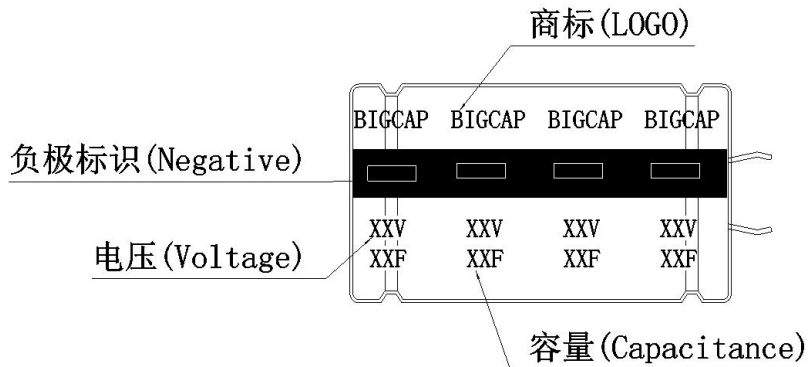 商标(LOGO)
BIGCAP BIGCAP BIGCAP BIGCAP
负极标识(Negative)
XXV XXV XXV XXV
电压(Voltage)
XXF XXF XXF XXF
容量(Capacitance)